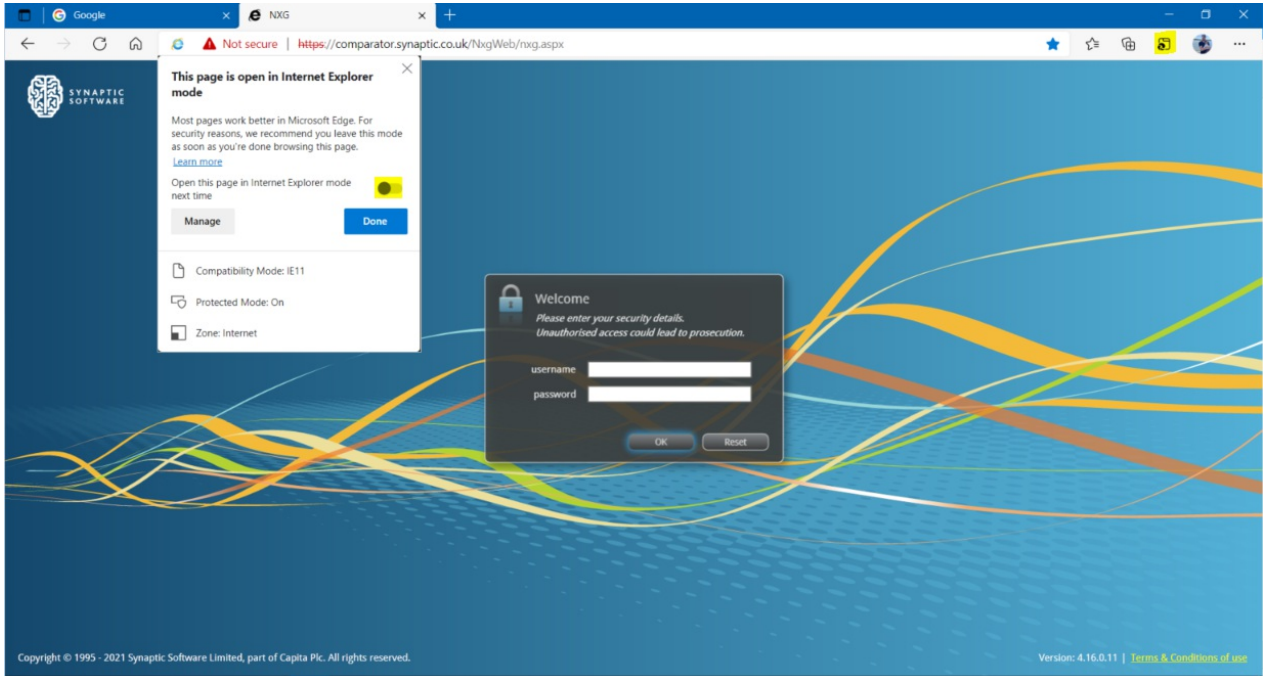 Google
NXG
Not secure | https://comparator.synaptic.co.uk/NxgWeb/nxg.aspx
SYNAPTIC
SOFTWARE
This page is open in Internet Explorer
mode
Most pages work better in Microsoft Edge. For
security reasons, we recommend you leave this mode
as soon as you're done browsing this page.
Learn more
Open this page in Internet Explorer mode
next time
Manage
Done
Compatibility Mode: IE11
Protected Mode: On
Zone: Internet
Welcome
Please enter your security details.
Unauthorised access could lead to prosecution.
username
password
OK
Reset
Copyright © 1995 - 2021 Synaptic Software Limited, part of Capita Plc. All rights reserved.
Version: 4.16.0.11 | Terms & Conditions of use